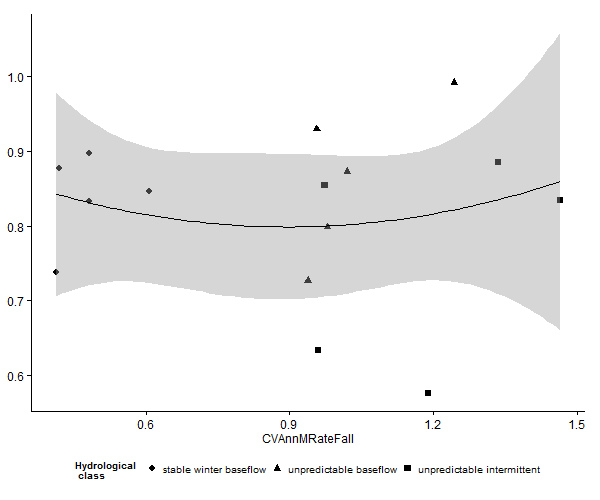 1.0
0.9
0.8
0.7
0.6
0.6 0.9 1.2 1.5
CVAnnMRateFall
Hydrological
class
stable winter baseflow unpredictable baseflow unpredictable intermittent